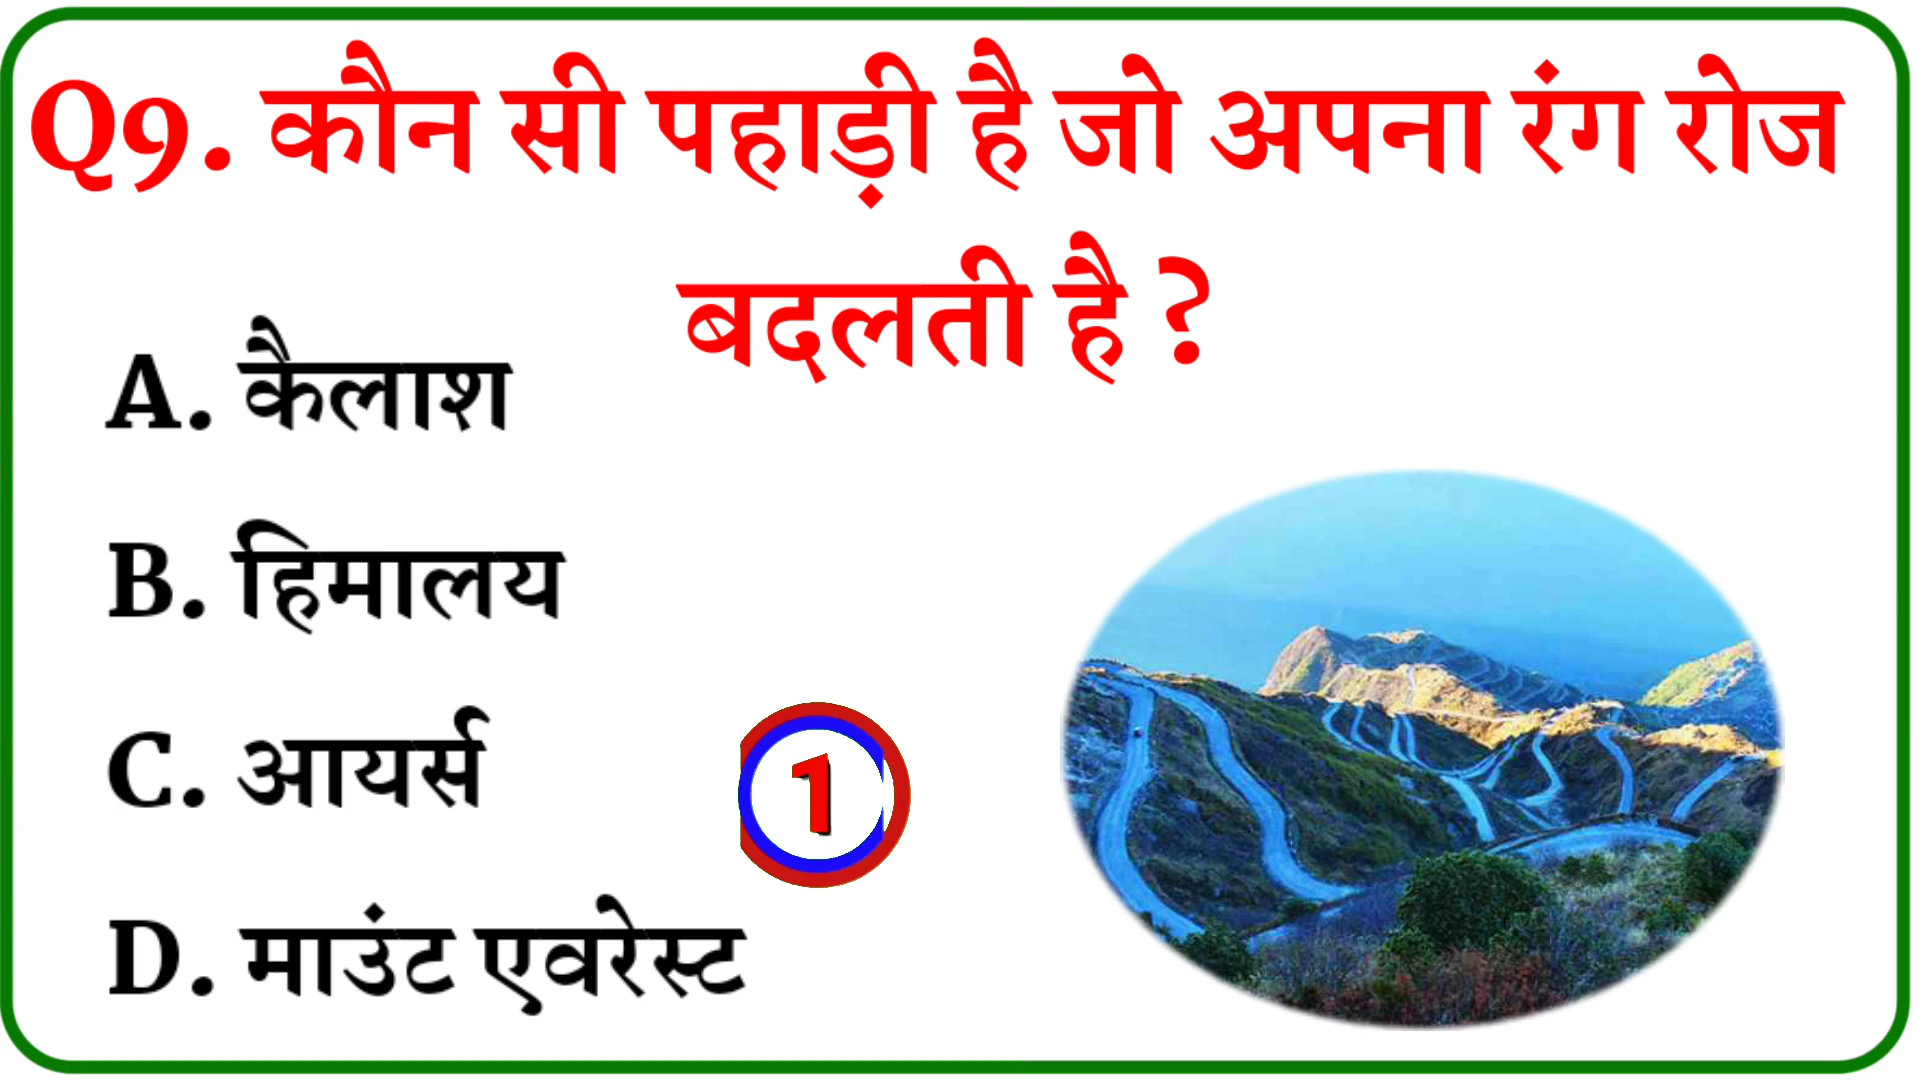 Q9. कौन सी पहाड़ी है जो अपना रंग रोज
बदलती है ?
A. कैलाश
B. हिमालय
C. आयर्स
1
D. माउंट एवरेस्ट